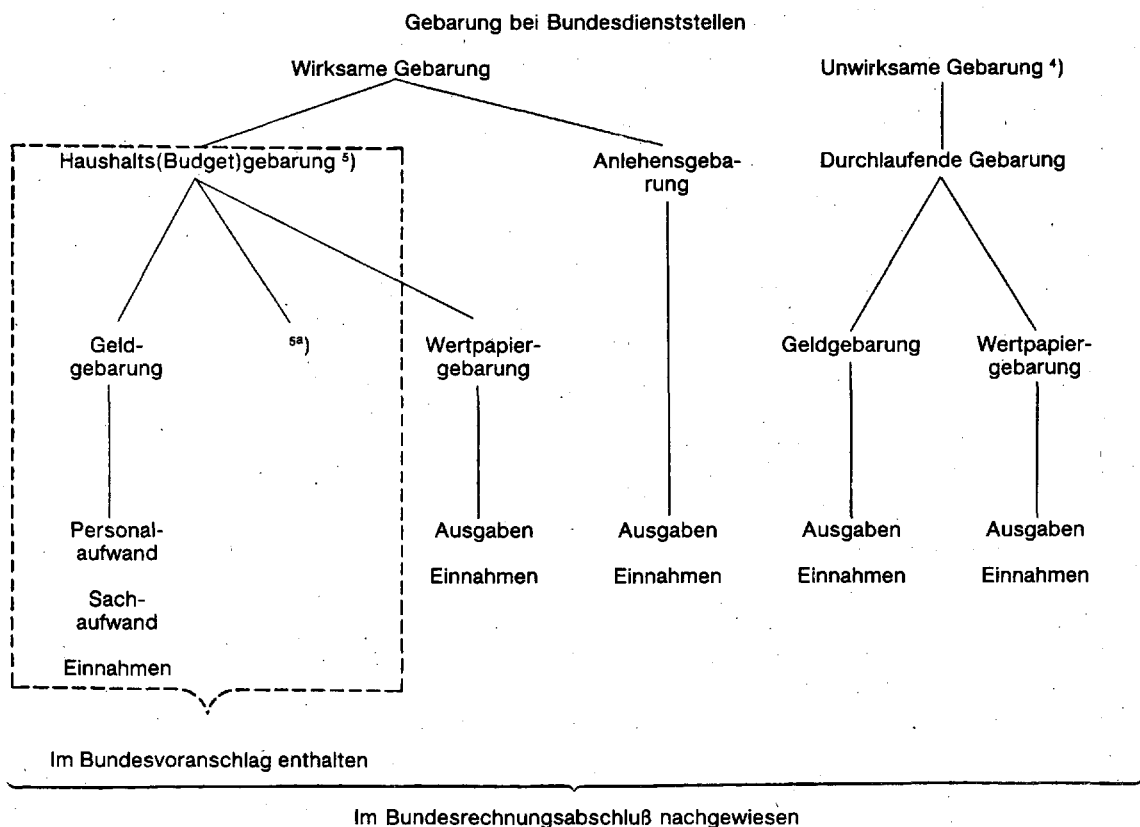 Gebarung bei Bundesdienststellen
Wirksame Gebarung
Unwirksame Gebarung ⁴)
Haushalts(Budget)gebarung ⁵)
Anlehensgeba-
rung
Durchlaufende Gebarung
Geld-
gebarung
⁵ᵃ)
Wertpapier-
gebarung
Geldgebarung
Wertpapier-
gebarung
Personal-
aufwand
Sach-
aufwand
Einnahmen
Ausgaben
Einnahmen
Ausgaben
Einnahmen
Ausgaben
Einnahmen
Ausgaben
Einnahmen
Im Bundesvoranschlag enthalten
Im Bundesrechnungsabschluß nachgewiesen